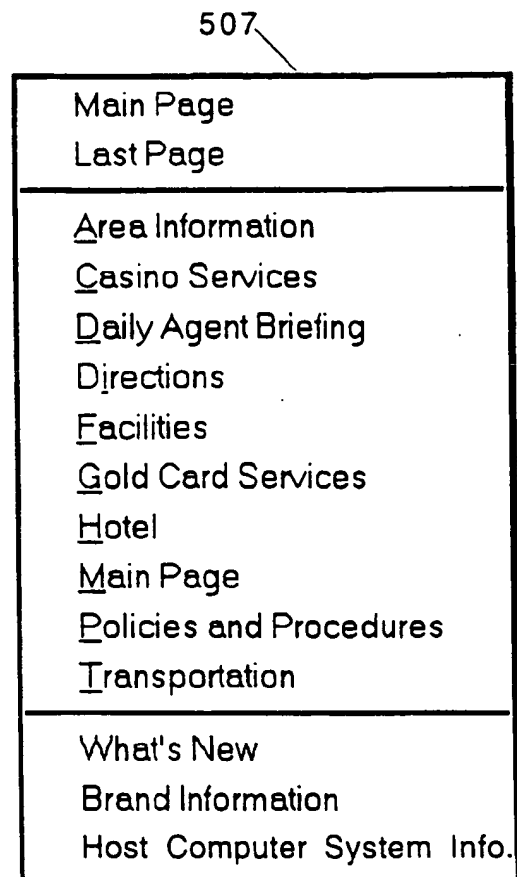 507
Main Page
Last Page
Area Information
Casino Services
Daily Agent Briefing
Directions
Facilities
Gold Card Services
Hotel
Main Page
Policies and Procedures
Transportation
What's New
Brand Information
Host Computer System Info.